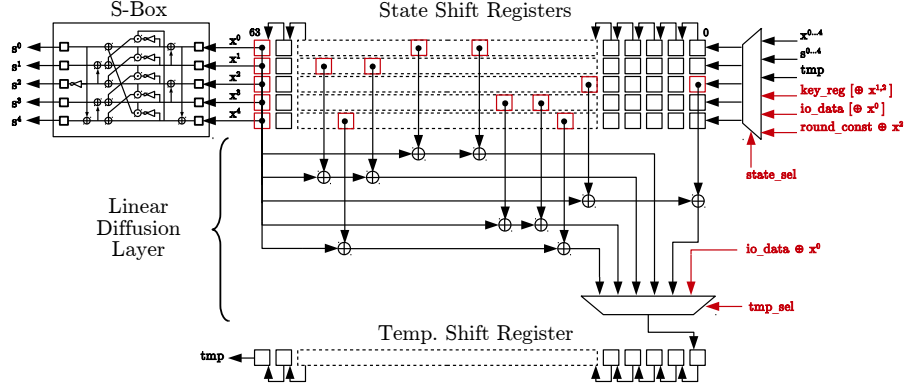 S-Box
State Shift Registers
63
0
s⁰
s¹
s²
s³
s⁴
x⁰
x¹
x²
x³
x⁴
x⁰···⁴
s⁰···⁴
tmp
key_reg [⊕ x¹,²]
io_data [⊕ x⁰]
round_const ⊕ x²
state_sel
Linear
Diffusion
Layer
io_data ⊕ x⁰
tmp_sel
Temp. Shift Register
tmp